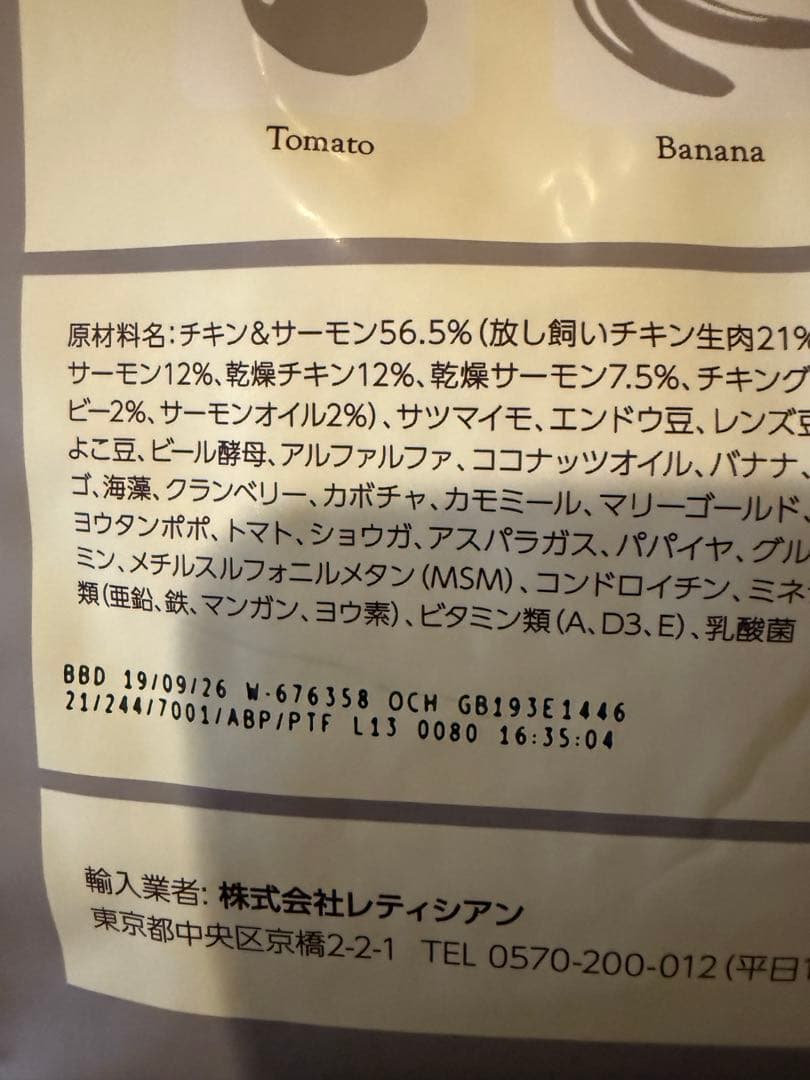 Tomato
Banana
原材料名:チキン&サーモン56.5%(放し飼いチキン生肉21%
サーモン12%、乾燥チキン12%、乾燥サーモン7.5%、チキング
ビー2%、サーモンオイル2%)、サツマイモ、エンドウ豆、レンズ豆
よこ豆、ビール酵母、アルファルファ、ココナッツオイル、バナナ、
ゴ、海藻、クランベリー、カボチャ、カモミール、マリーゴールド、
ヨウタンポポ、トマト、ショウガ、アスパラガス、パパイヤ、グル
ミン、メチルスルフォニルメタン(MSM)、コンドロイチン、ミネ
類(亜鉛、鉄、マンガン、ヨウ素)、ビタミン類(A、D3、E)、乳酸菌
BBD 19/09/26 W-676358 OCH GB193E1446
21/244/7001/ABP/PTF L13 0080 16:35:04
輸入業者: 株式会社レティシアン
東京都中央区京橋2-2-1 TEL 0570-200-012(平日1